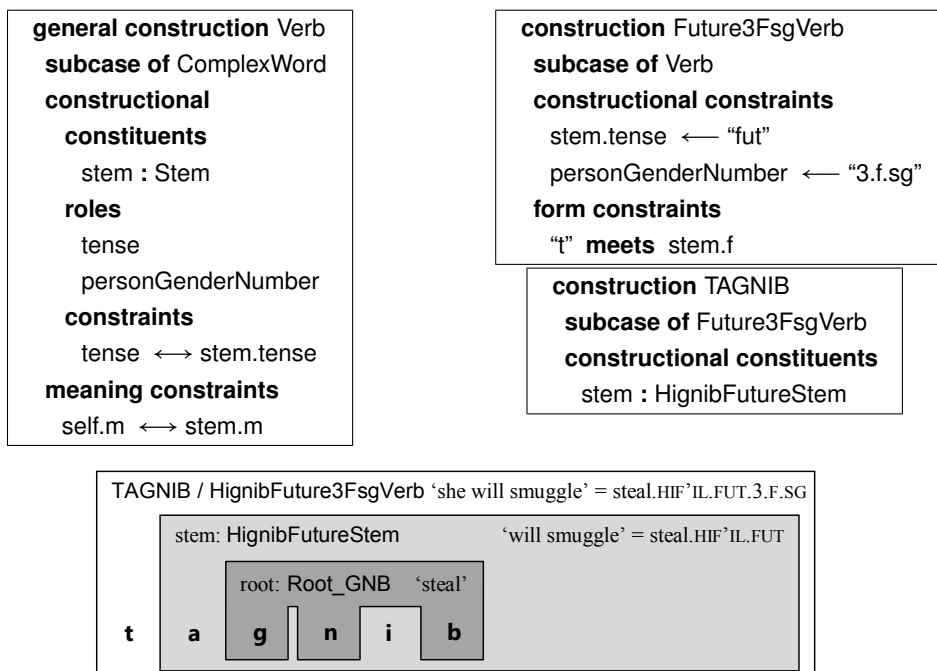 general construction Verb
subcase of ComplexWord
constructional
constituents
stem : Stem
roles
tense
personGenderNumber
constraints
tense ⟷ stem.tense
meaning constraints
self.m ⟷ stem.m
construction Future3FsgVerb
subcase of Verb
constructional constraints
stem.tense ⟵ “fut”
personGenderNumber ⟵ “3.f.sg”
form constraints
“t” meets stem.f
construction TAGNIB
subcase of Future3FsgVerb
constructional constituents
stem : HignibFutureStem
TAGNIB / HignibFuture3FsgVerb ‘she will smuggle’ = steal.HIF’IL.FUT.3.F.SG
stem: HignibFutureStem ‘will smuggle’ = steal.HIF’IL.FUT
root: Root_GNB ‘steal’
t a g n i b